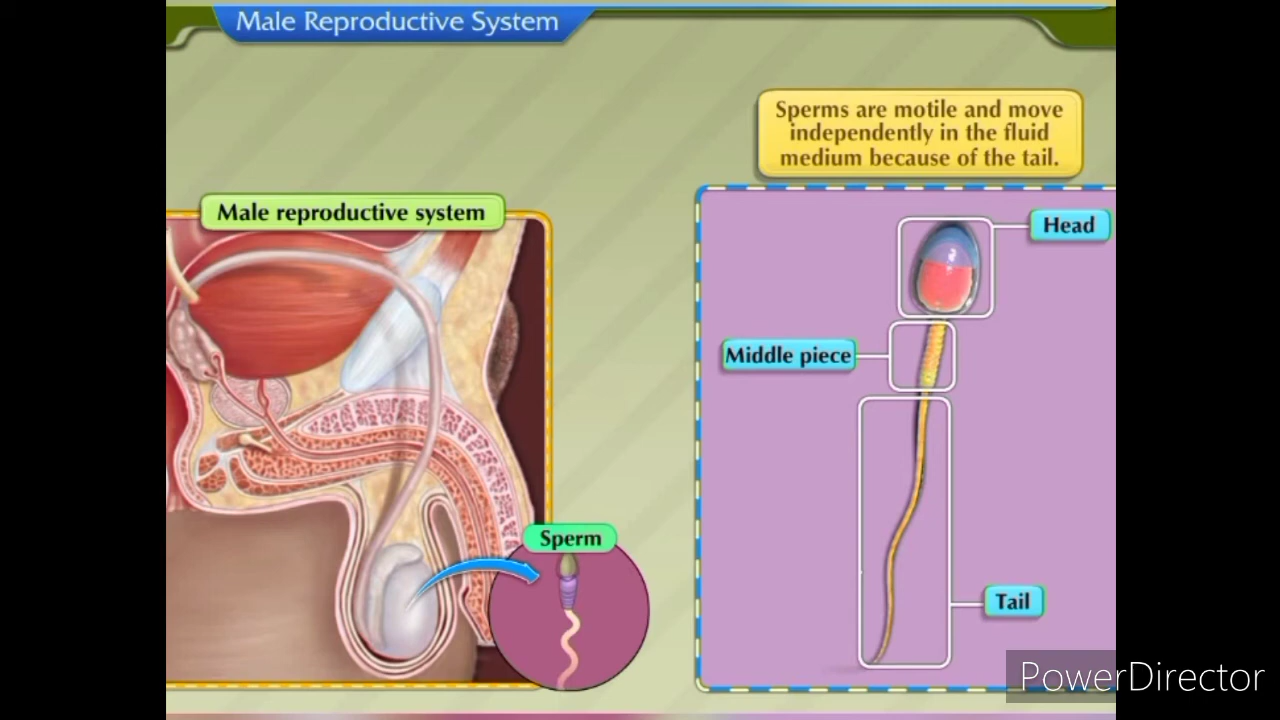 Male Reproductive System
Sperms are motile and move
independently in the fluid
medium because of the tail.
Male reproductive system
Head
Middle piece
Sperm
Tail
PowerDirector